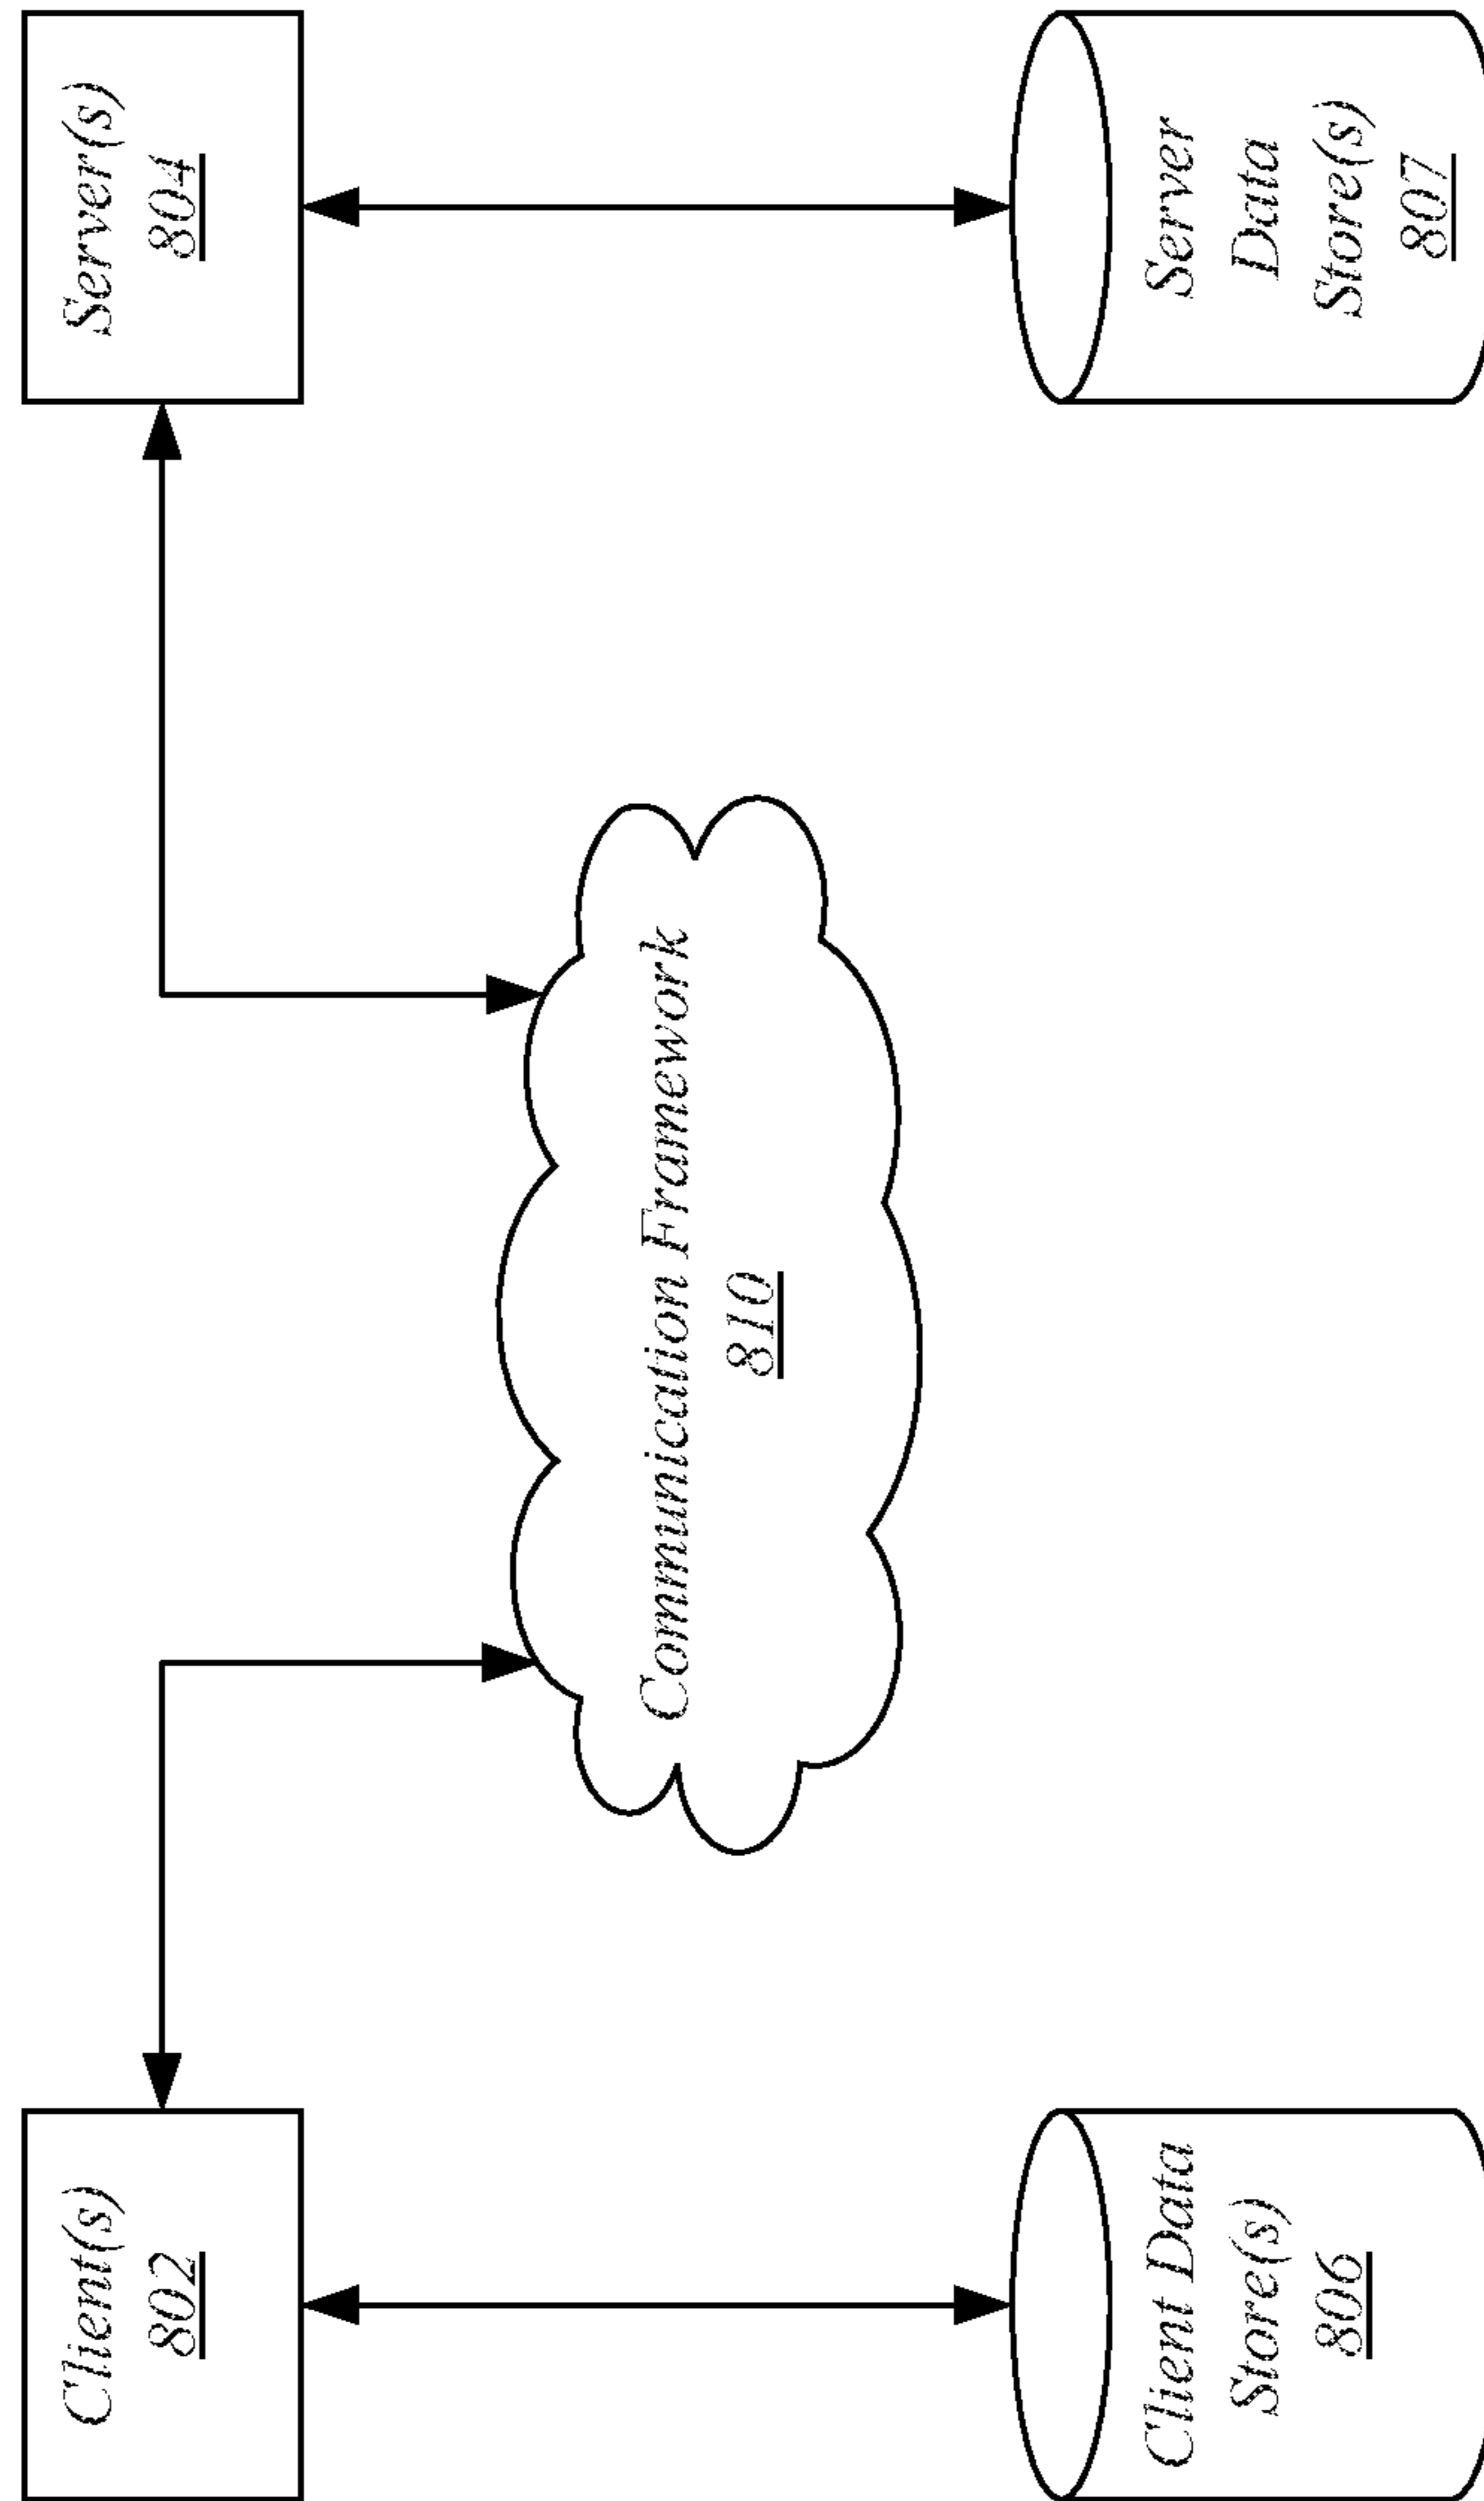 Client(s)
802
Server(s)
804
Communication Framework
810
Client Data
Store(s)
806
Server
Data
Store(s)
807